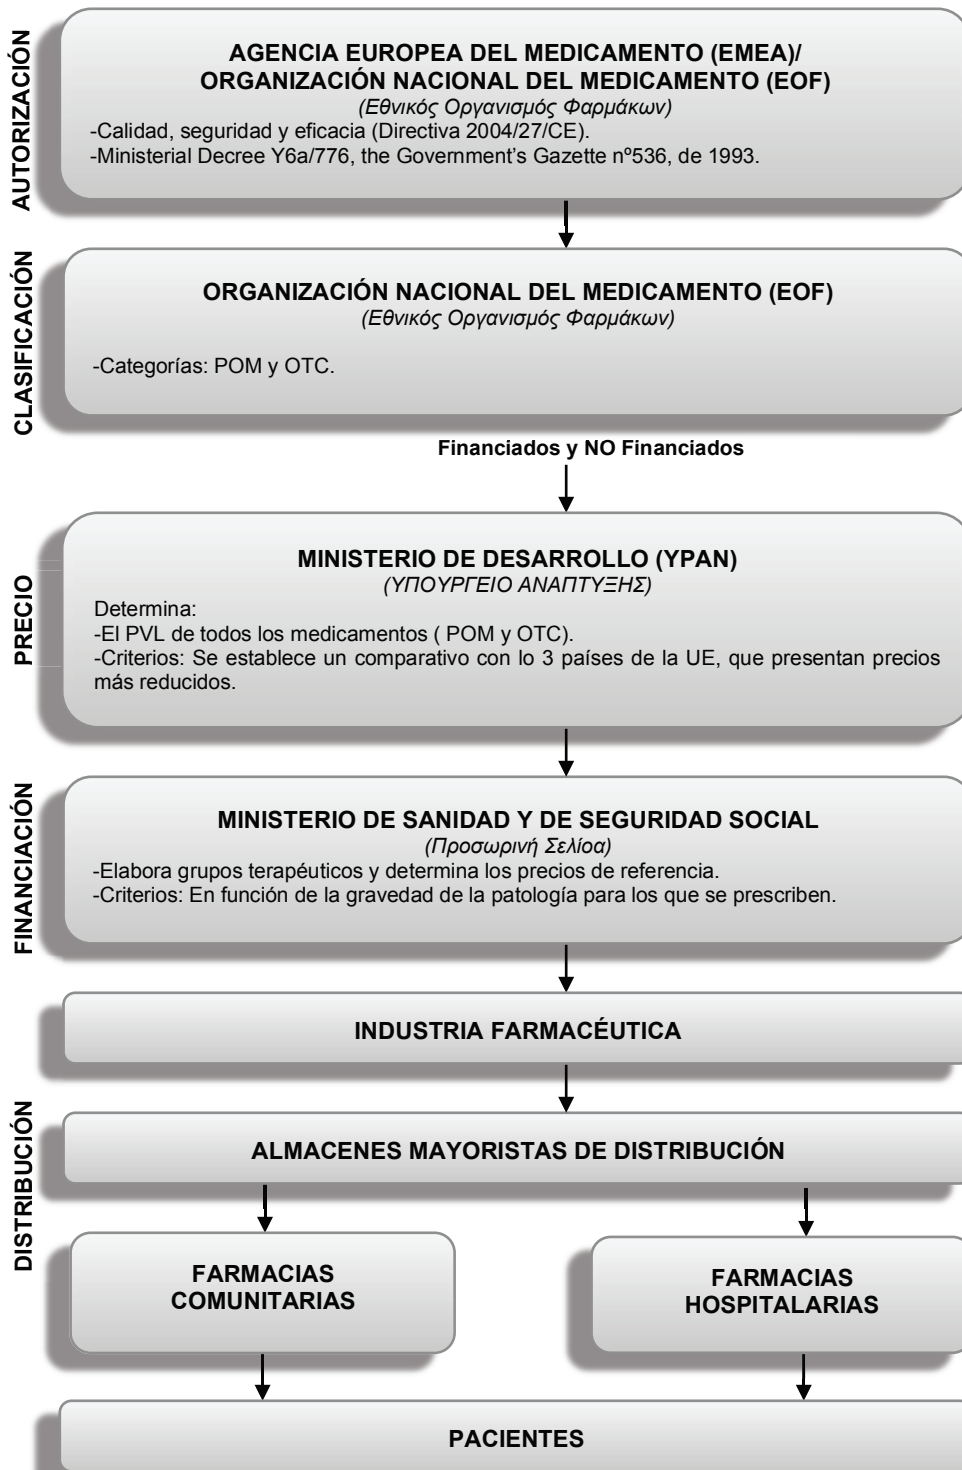 AUTORIZACIÓN
AGENCIA EUROPEA DEL MEDICAMENTO (EMEA)/
ORGANIZACIÓN NACIONAL DEL MEDICAMENTO (EOF)
(Εθνικός Οργανισμός Φαρμάκων)
-Calidad, seguridad y eficacia (Directiva 2004/27/CE).
-Ministerial Decree Y6a/776, the Government's Gazette nº536, de 1993.
CLASIFICACIÓN
ORGANIZACIÓN NACIONAL DEL MEDICAMENTO (EOF)
(Εθνικός Οργανισμός Φαρμάκων)
-Categorías: POM y OTC.
Financiados y NO Financiados
PRECIO
MINISTERIO DE DESARROLLO (YPAN)
(ΥΠΟΥΡΓΕΙΟ ΑΝΑΠΤΥΞΗΣ)
Determina:
-El PVL de todos los medicamentos ( POM y OTC).
-Criterios: Se establece un comparativo con lo 3 países de la UE, que presentan precios
más reducidos.
FINANCIACIÓN
MINISTERIO DE SANIDAD Y DE SEGURIDAD SOCIAL
(Προσωρινή Σελίοα)
-Elabora grupos terapéuticos y determina los precios de referencia.
-Criterios: En función de la gravedad de la patología para los que se prescriben.
INDUSTRIA FARMACÉUTICA
DISTRIBUCIÓN
ALMACENES MAYORISTAS DE DISTRIBUCIÓN
FARMACIAS
COMUNITARIAS
FARMACIAS
HOSPITALARIAS
PACIENTES